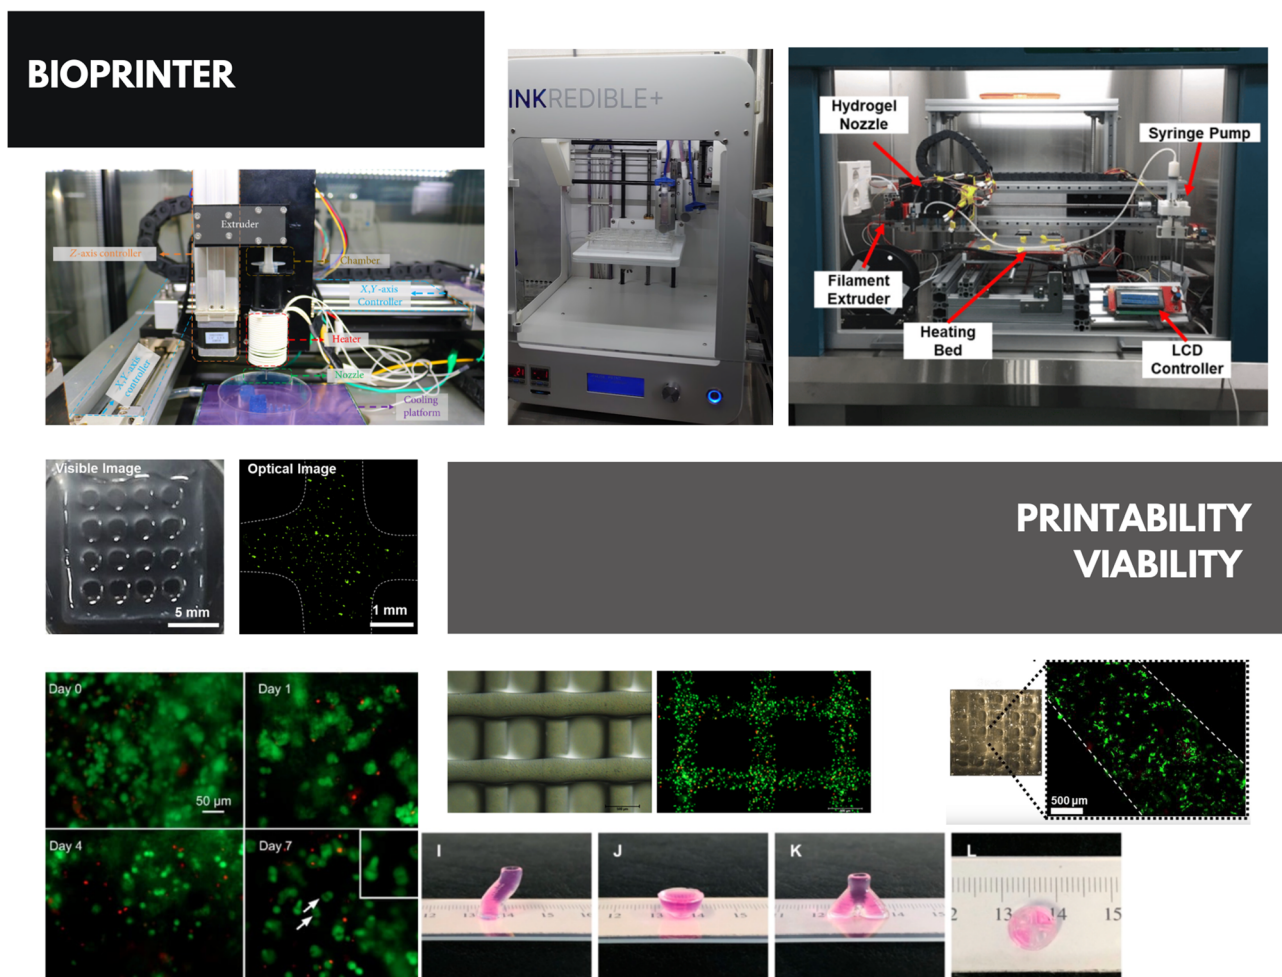 BIOPRINTER
Extruder
Z-axis controller
Chamber
X,Y-axis
Controller
Heater
X,Y-axis
controller
Nozzle
Cooling
platform
INKREDIBLE+
Hydrogel
Nozzle
Syringe Pump
Filament
Extruder
Heating
Bed
LCD
Controller
Visible Image
5 mm
Optical Image
1 mm
PRINTABILITY
VIABILITY
Day 0
50 µm
Day 1
Day 4
Day 7
500 µm
I
12 14 15
J
12 13 14 15
K
12 14 15
L
2 13 14 15